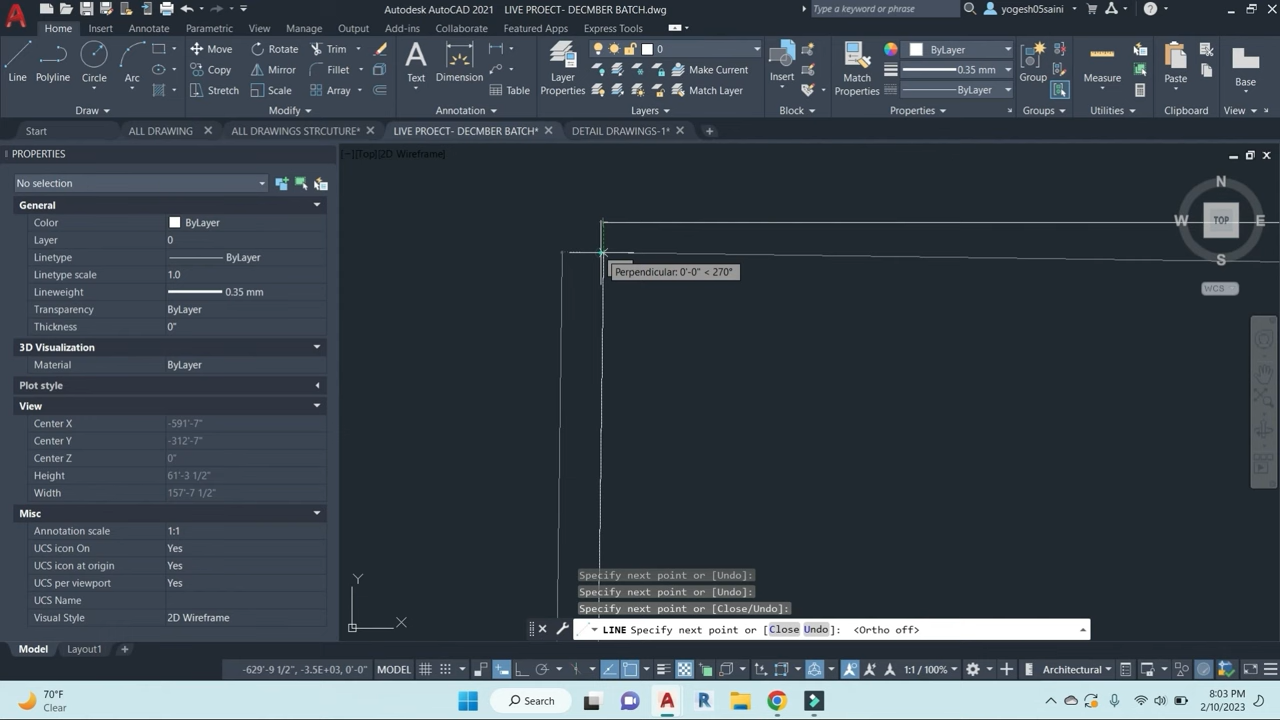 Autodesk AutoCAD 2021 LIVE PROECT- DECMBER BATCH.dwg
Type a keyword or phrase
yogesh05saini
Home Insert Annotate Parametric View Manage Output Add-ins Collaborate Featured Apps Express Tools
Line Polyline Circle Arc
Move Rotate Trim
Copy Mirror Fillet
Stretch Scale Array
Text Dimension Table
Layer Properties
0
Make Current
Match Layer
Insert
Match Properties
ByLayer
0.35 mm
ByLayer
Group
Measure
Paste
Base
Draw Modify Annotation Layers Block Properties Groups Utilities Clipboard View
Start ALL DRAWING ALL DRAWINGS STRCUTURE* LIVE PROECT- DECMBER BATCH* DETAIL DRAWINGS-1*
PROPERTIES
[−][Top][2D Wireframe]
No selection
General
Color ByLayer
Layer 0
Linetype ByLayer
Linetype scale 1.0
Lineweight 0.35 mm
Transparency ByLayer
Thickness 0"
3D Visualization
Material ByLayer
Plot style
View
Center X -591'-7"
Center Y -312'-7"
Center Z 0"
Height 61'-3 1/2"
Width 157'-7 1/2"
Misc
Annotation scale 1:1
UCS icon On Yes
UCS icon at origin Yes
UCS per viewport Yes
UCS Name
Visual Style 2D Wireframe
N
W TOP E
S
WCS
Perpendicular: 0'-0" < 270°
Y
X
Specify next point or [Undo]:
Specify next point or [Undo]:
Specify next point or [Close/Undo]:
LINE Specify next point or [Close Undo]: <Ortho off>
Model Layout1
-629'-9 1/2", -3.5E+03, 0'-0" MODEL 1:1 / 100% Architectural
70°F
Clear
Search
8:03 PM
2/10/2023